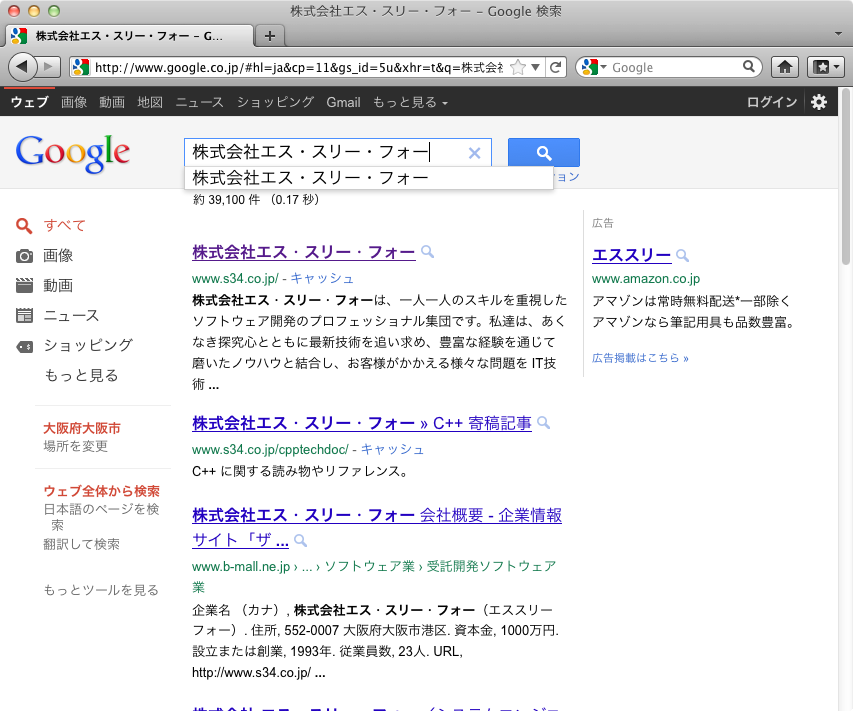 株式会社エス・スリー・フォー - Google 検索
株式会社エス・スリー・フォー - G...
http://www.google.co.jp/#hl=ja&cp=11&gs_id=5u&xhr=t&q=株式会社
Google
ウェブ 画像 動画 地図 ニュース ショッピング Gmail もっと見る
ログイン
Google
株式会社エス・スリー・フォー
株式会社エス・スリー・フォー
ョン
約 39,100 件 （0.17 秒）
すべて
画像
動画
ニュース
ショッピング
もっと見る
大阪府大阪市
場所を変更
ウェブ全体から検索
日本語のページを検
索
翻訳して検索
もっとツールを見る
株式会社エス・スリー・フォー
www.s34.co.jp/ - キャッシュ
株式会社エス・スリー・フォーは、一人一人のスキルを重視した
ソフトウェア開発のプロフェッショナル集団です。私達は、あく
なき探究心とともに最新技術を追い求め、豊富な経験を通じて
磨いたノウハウと結合し、お客様がかかえる様々な問題を IT技
術 ...
株式会社エス・スリー・フォー » C++ 寄稿記事
www.s34.co.jp/cpptechdoc/ - キャッシュ
C++ に関する読み物やリファレンス。
株式会社エス・スリー・フォー 会社概要 - 企業情報
サイト「ザ ...
www.b-mall.ne.jp › ... › ソフトウェア業 › 受託開発ソフトウェア
業
企業名 （カナ）, 株式会社エス・スリー・フォー（エススリー
フォー）. 住所, 552-0007 大阪府大阪市港区. 資本金, 1000万円.
設立または創業, 1993年. 従業員数, 23人. URL,
http://www.s34.co.jp/ ...
広告
エススリー
www.amazon.co.jp
アマゾンは常時無料配送*一部除く
アマゾンなら筆記用具も品数豊富。
広告掲載はこちら »